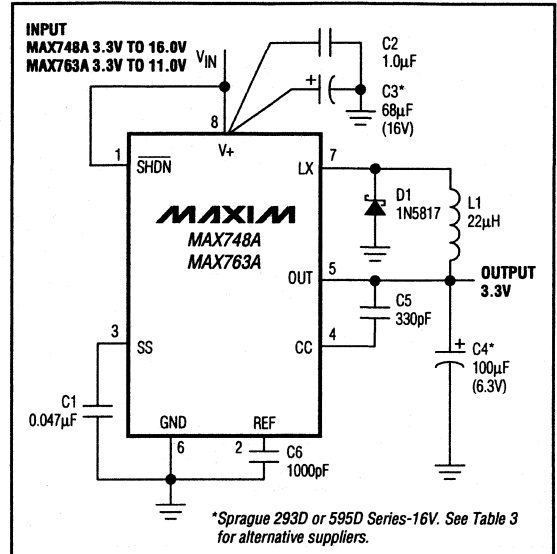 INPUT
MAX748A 3.3V TO 16.0V
MAX763A 3.3V TO 11.0V
VIN
C2
1.0µF
C3*
68µF
(16V)
+
8
V+
1
SHDN
LX
7
D1
1N5817
L1
22µH
MAXIM
MAX748A
MAX763A
OUT
5
OUTPUT
3.3V
C5
330pF
3
SS
CC
4
+
C4*
100µF
(6.3V)
C1
0.047µF
GND
REF
6
2
C6
1000pF
*Sprague 293D or 595D Series-16V. See Table 3
for alternative suppliers.